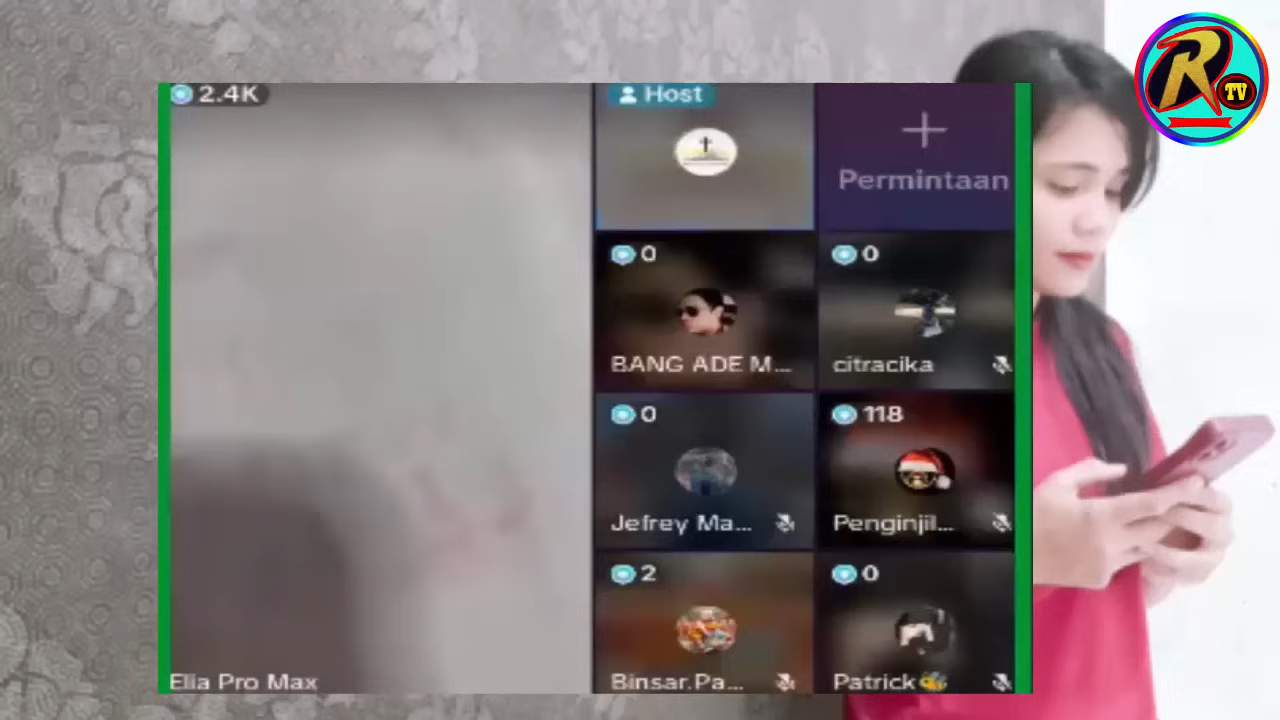 R
TV
2.4K
Host
Permintaan
0
BANG ADE M...
0
citracika
0
Jefrey Ma...
118
Penginjil...
2
Binsar.Pa...
0
Patrick
Elia Pro Max